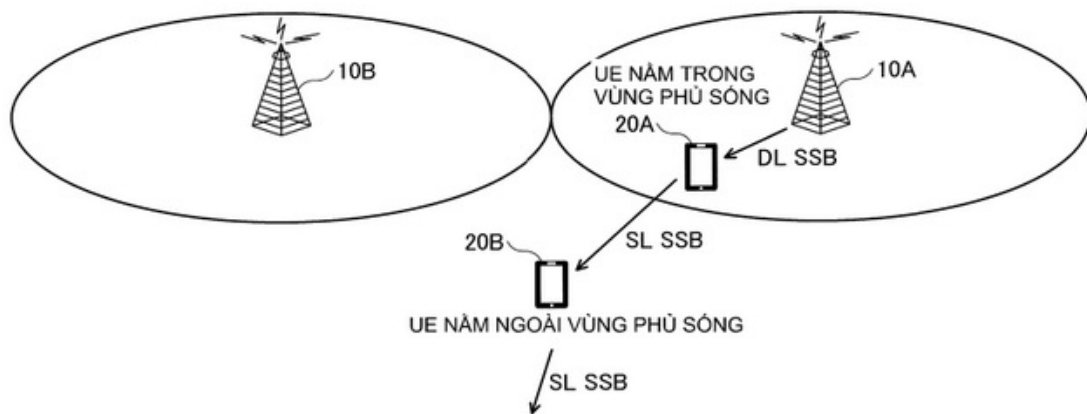 10B
10A
UE NẰM TRONG
VÙNG PHỦ SÓNG
20A
DL SSB
SL SSB
20B
UE NẰM NGOÀI VÙNG PHỦ SÓNG
SL SSB